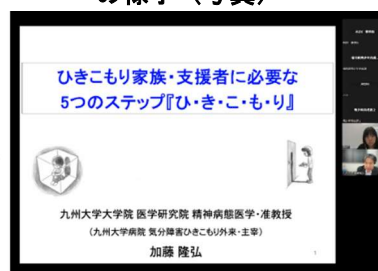 の様子（写真）
ひきこもり家族・支援者に必要な
5つのステップ『ひ・き・こ・も・り』
九州大学大学院 医学研究院 精神病態医学・准教授
（九州大学病院 気分障害ひきこもり外来・主宰）
加藤 隆弘
1